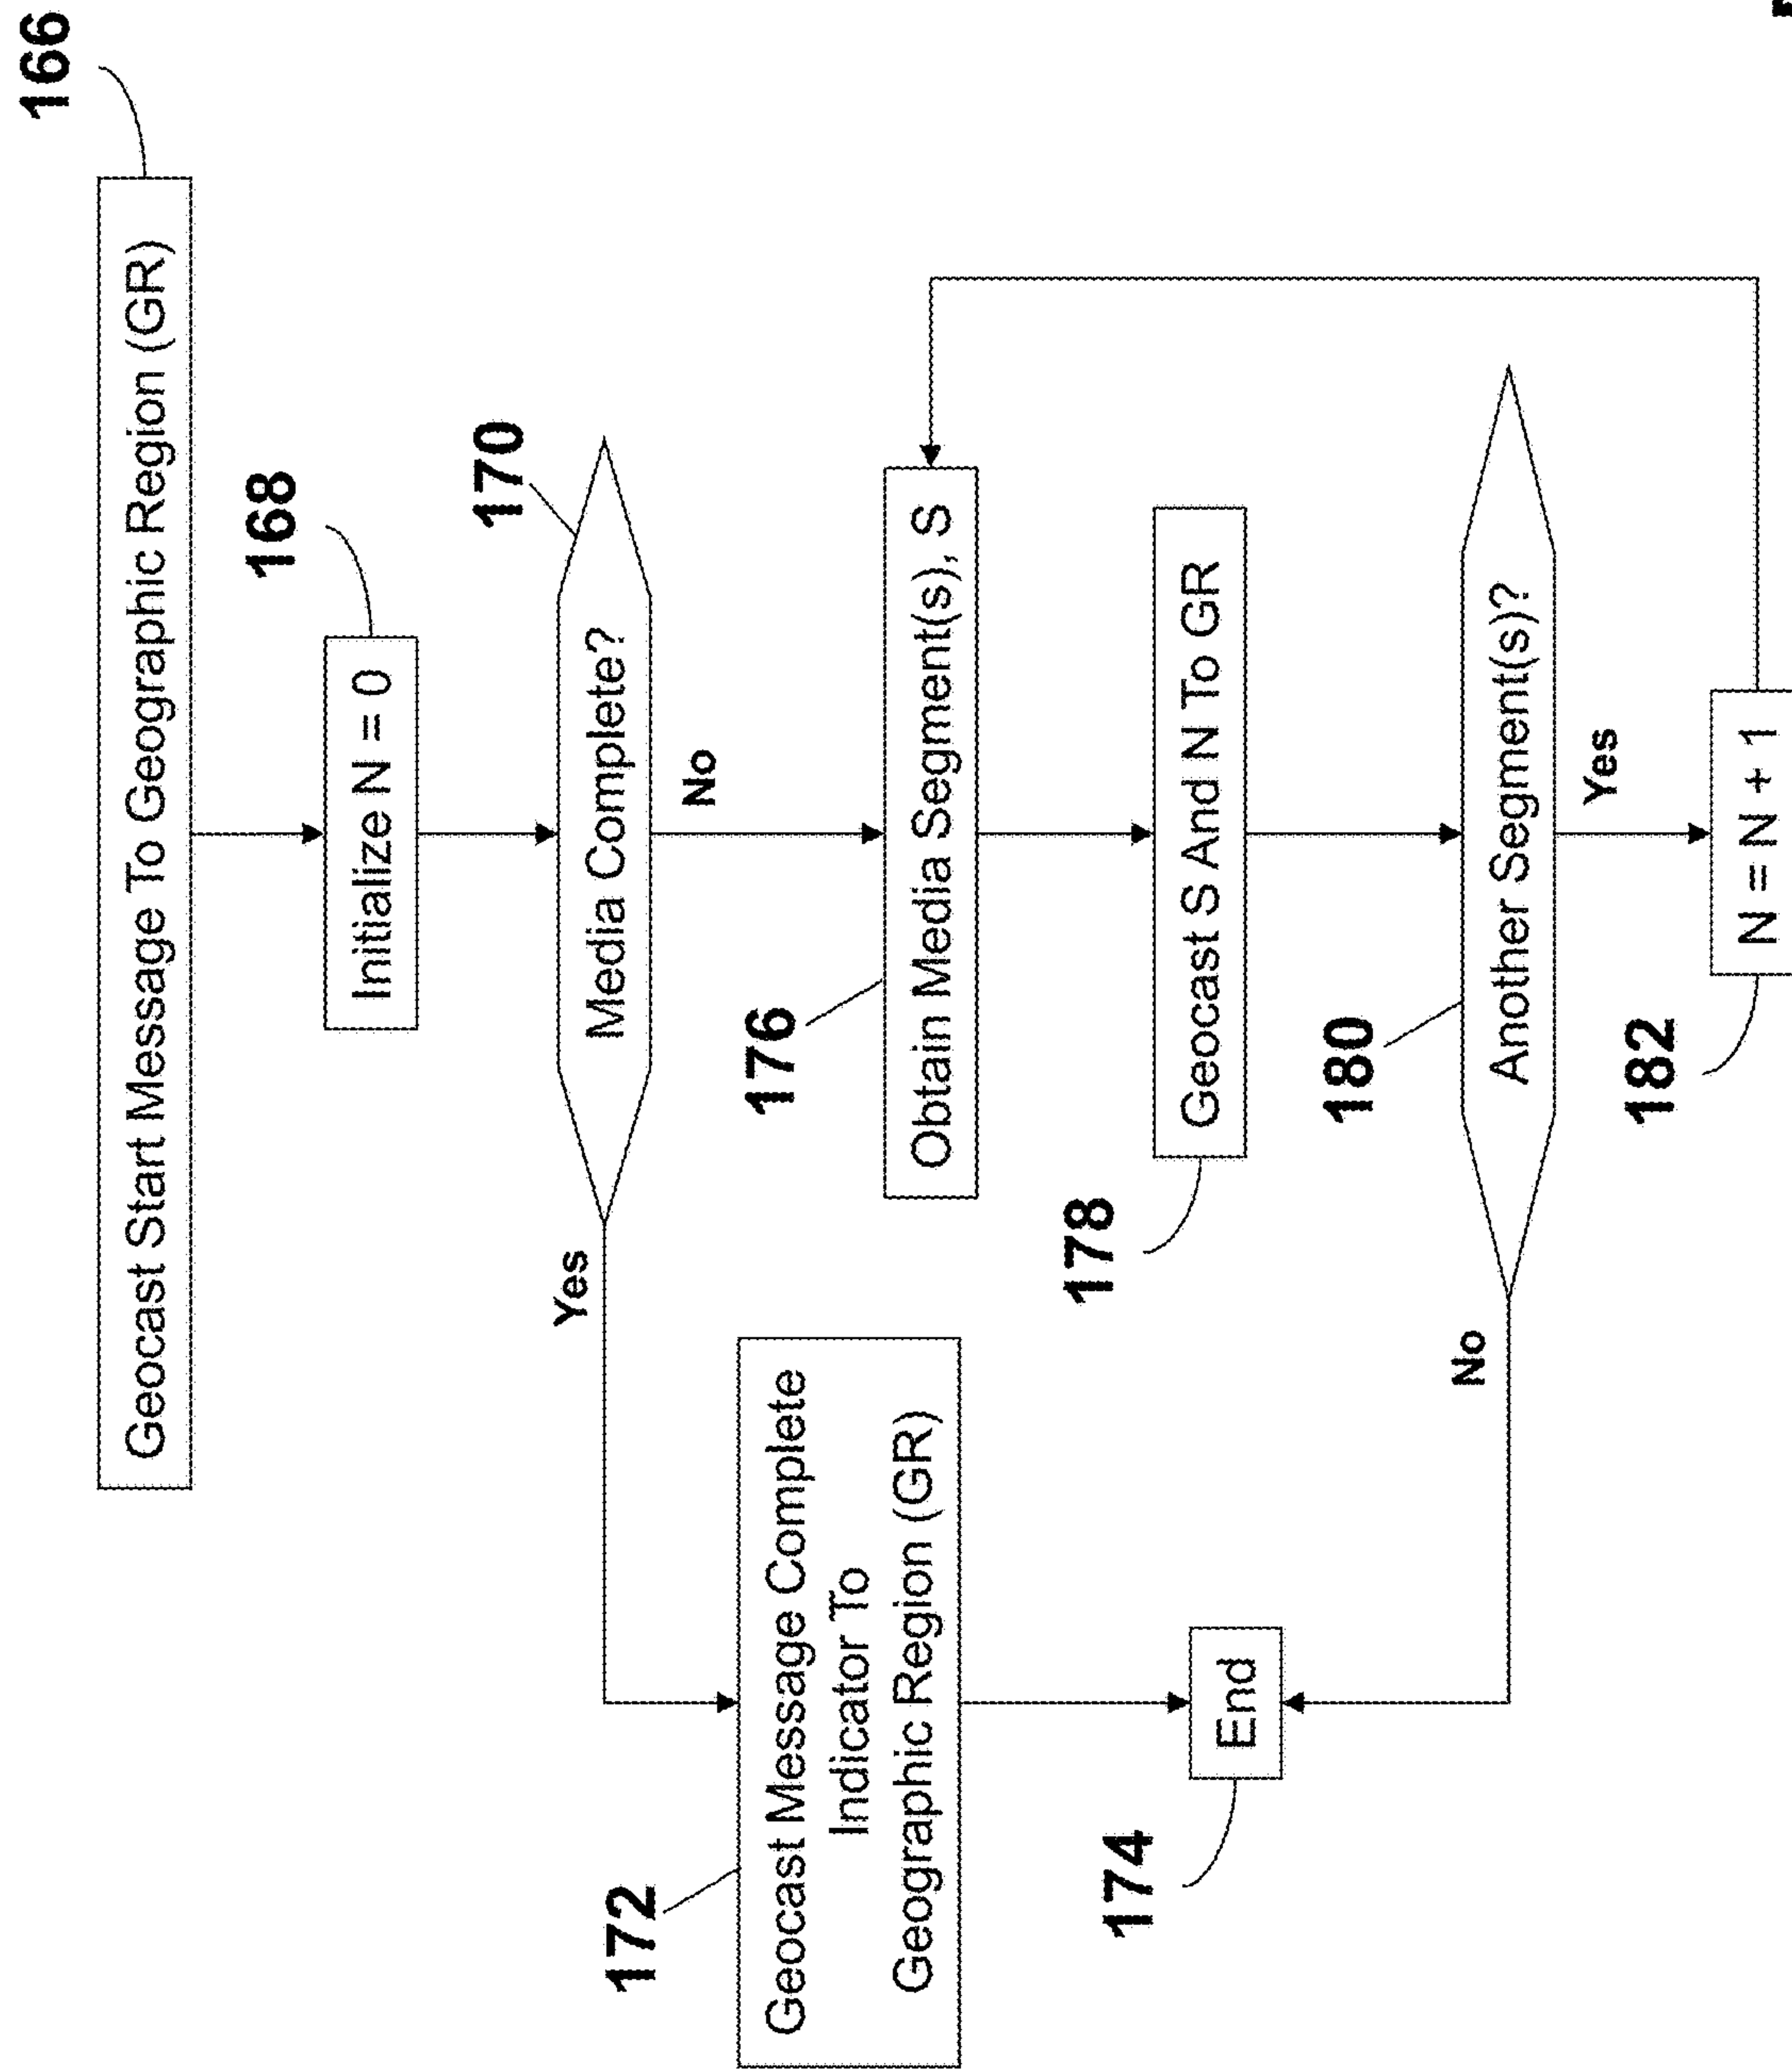 166
Geocast Start Message To Geographic Region (GR)
168
Initialize N = 0
170
Media Complete?
Yes
No
172
Geocast Message Complete
Indicator To
Geographic Region (GR)
176
Obtain Media Segment(s), S
174
End
178
Geocast S And N To GR
180
Another Segment(s)?
No
Yes
182
N = N + 1